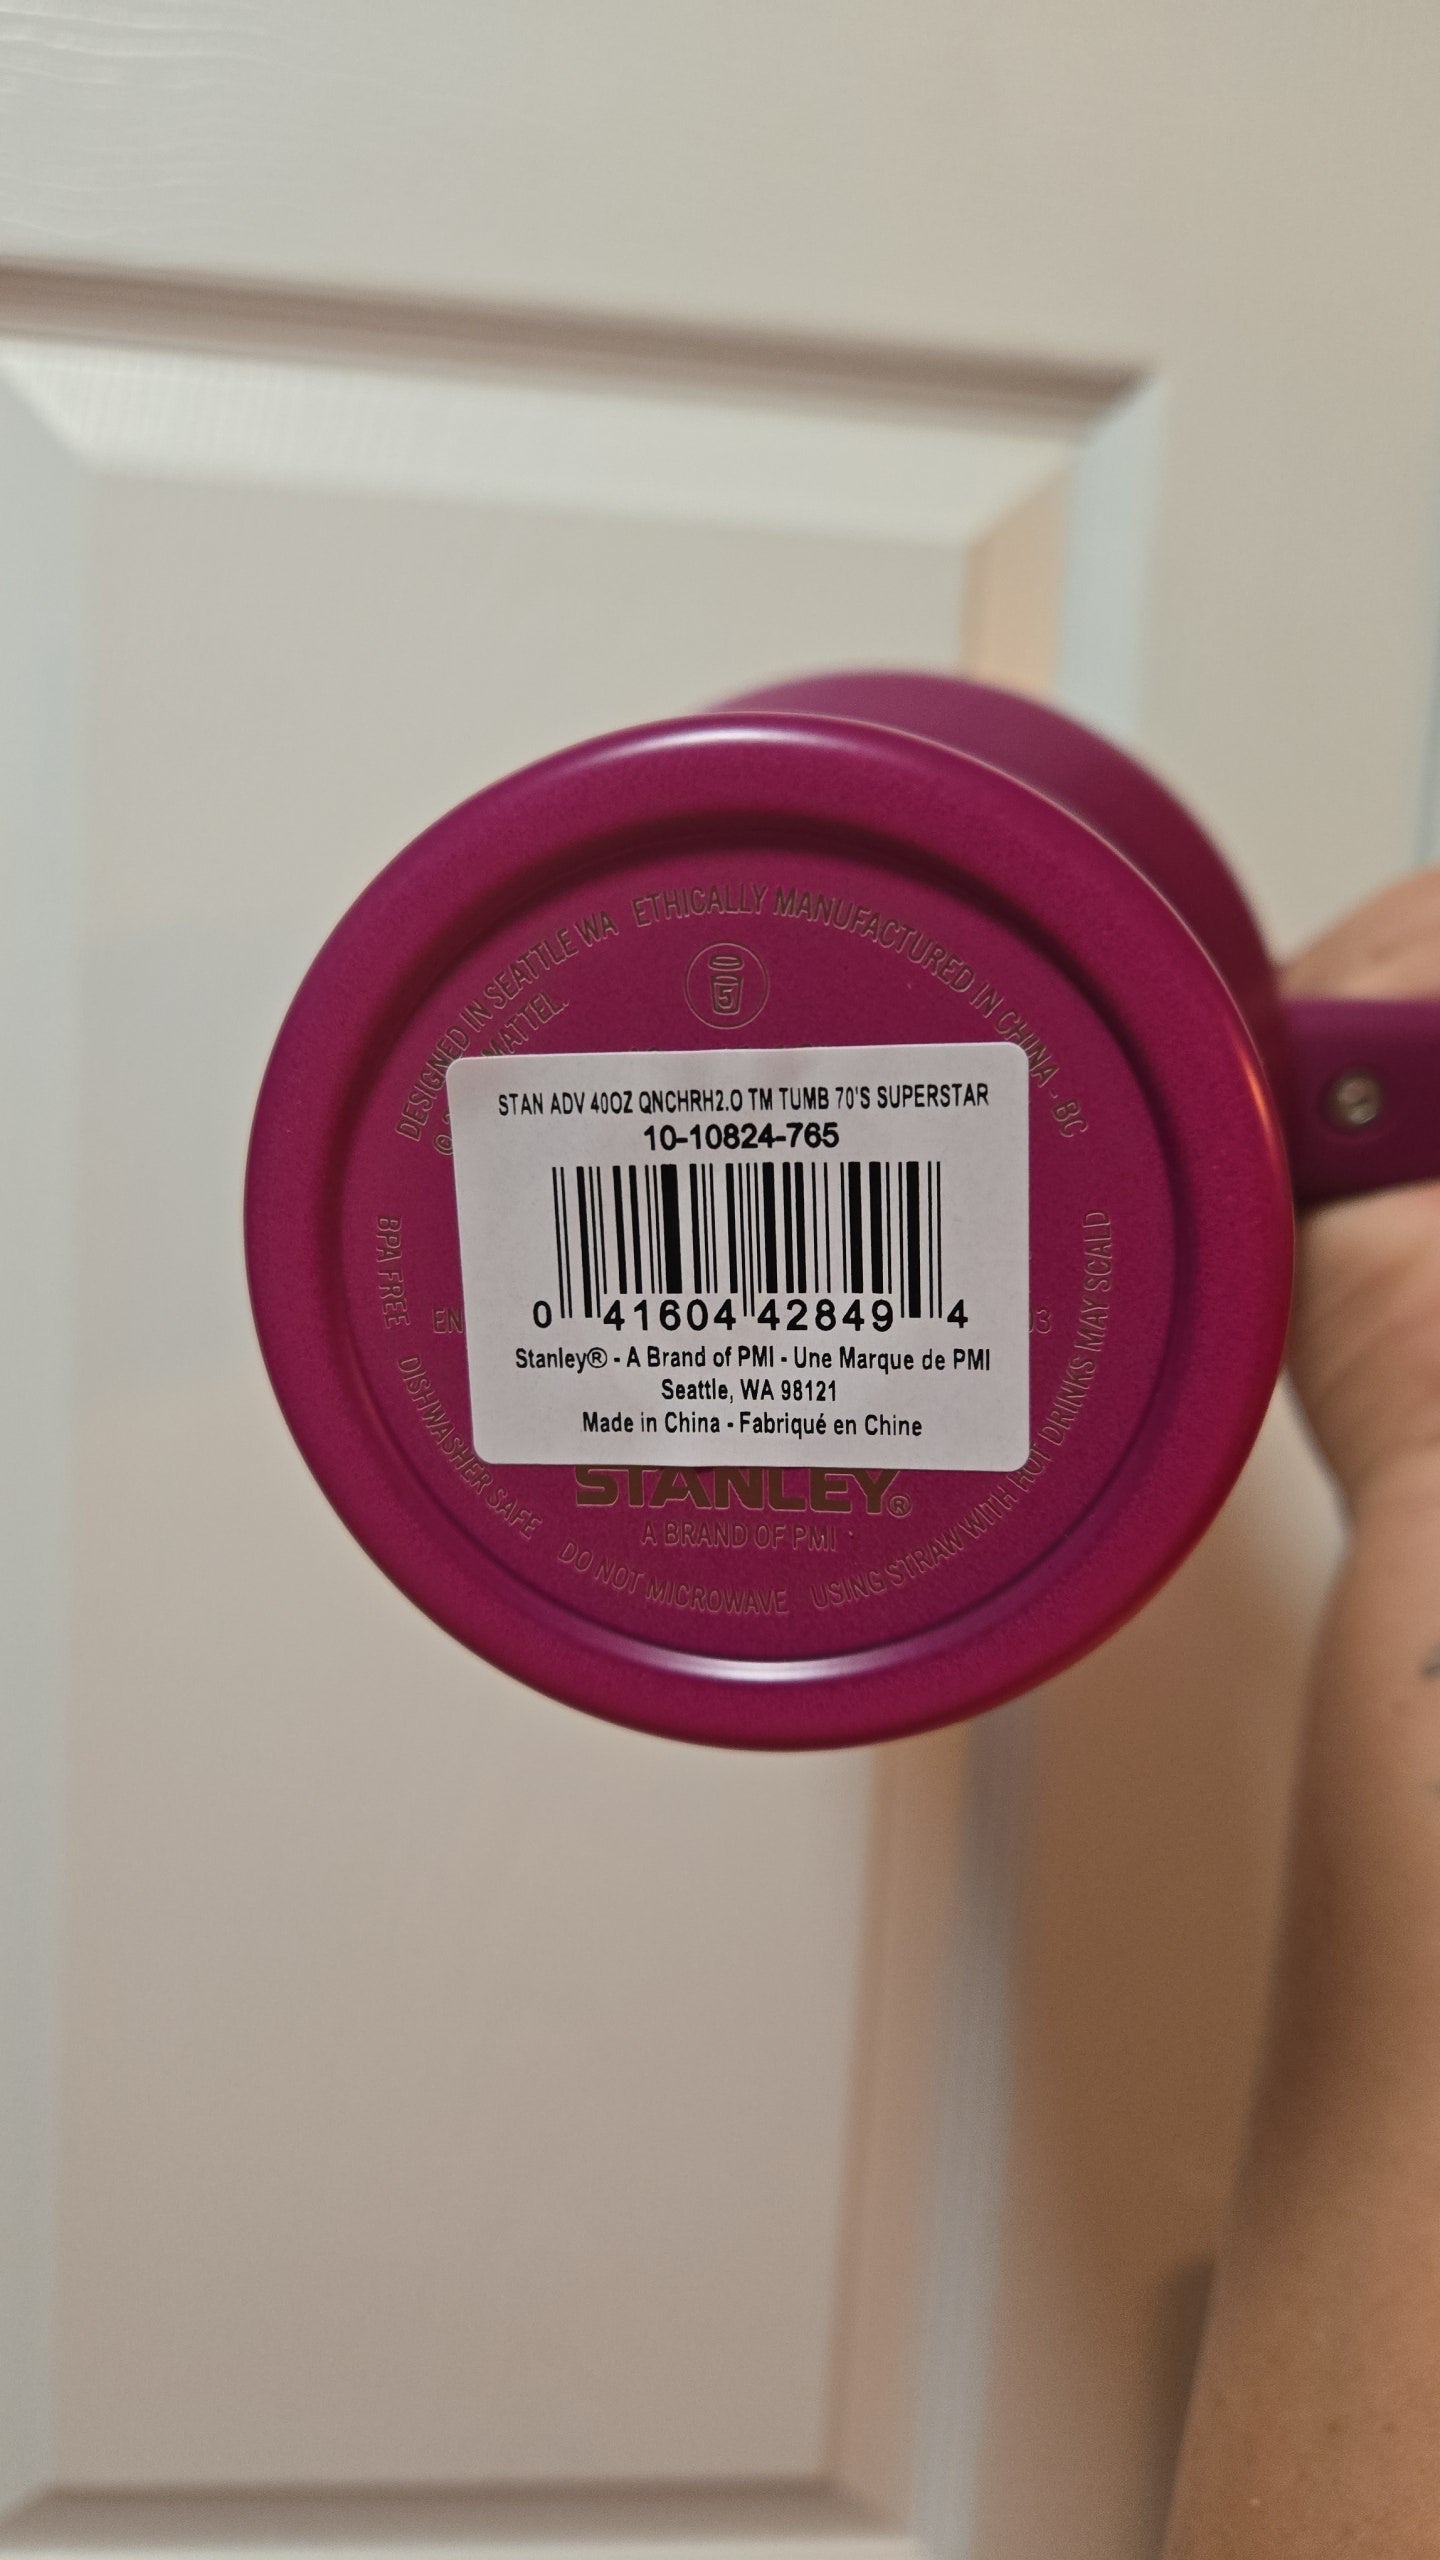 DESIGNED IN SEATTLE WA ETHICALLY MANUFACTURED IN CHINA - BC
MATTEL.
5
STAN ADV 40OZ QNCHRH2.O TM TUMB 70'S SUPERSTAR
10-10824-765
0 41604 42849 4
Stanley® - A Brand of PMI - Une Marque de PMI
Seattle, WA 98121
Made in China - Fabriqué en Chine
STANLEY®
A BRAND OF PMI
BPA FREE DISHWASHER SAFE DO NOT MICROWAVE USING STRAW WITH HOT DRINKS MAY SCALD